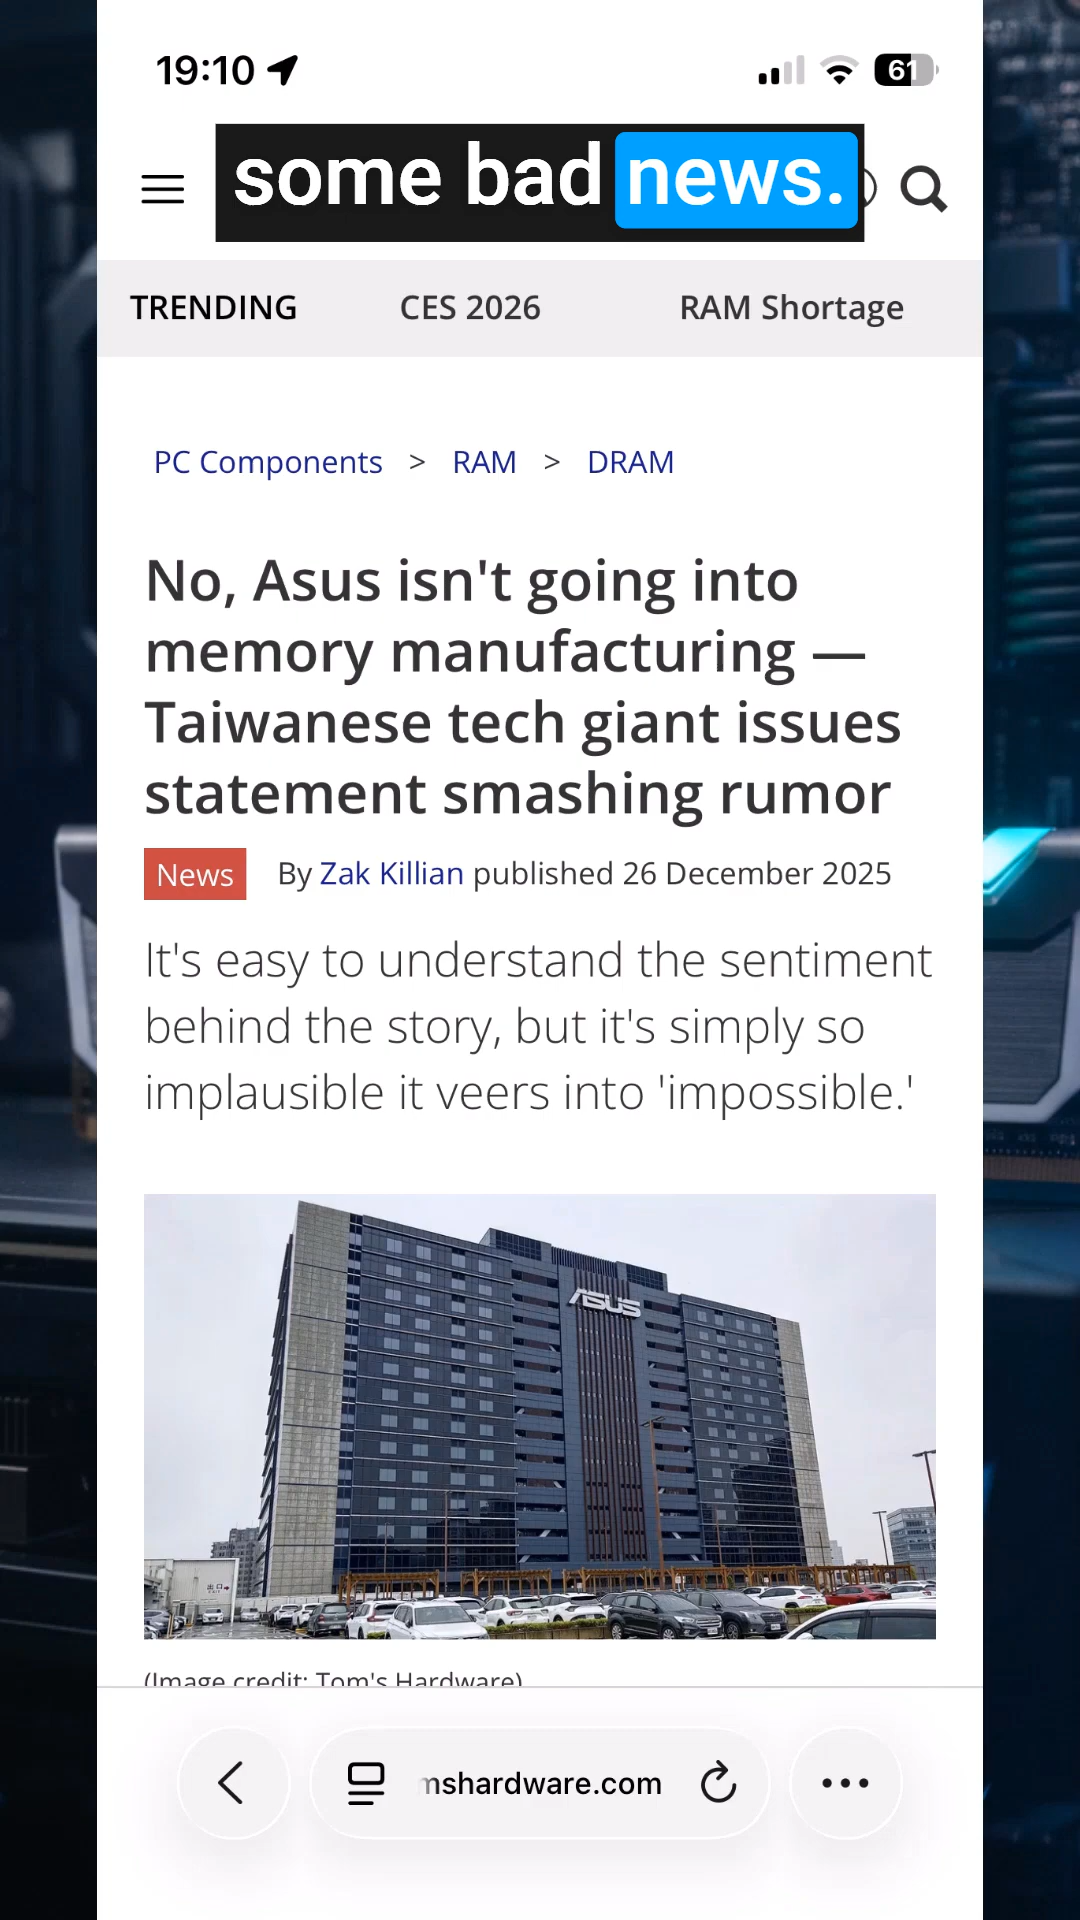 19:10
61
some bad news.
TRENDING CES 2026 RAM Shortage
PC Components > RAM > DRAM
No, Asus isn't going into
memory manufacturing —
Taiwanese tech giant issues
statement smashing rumor
News By Zak Killian published 26 December 2025
It's easy to understand the sentiment
behind the story, but it's simply so
implausible it veers into 'impossible.'
ASUS
出口
(Image credit: Tom's Hardware)
mshardware.com